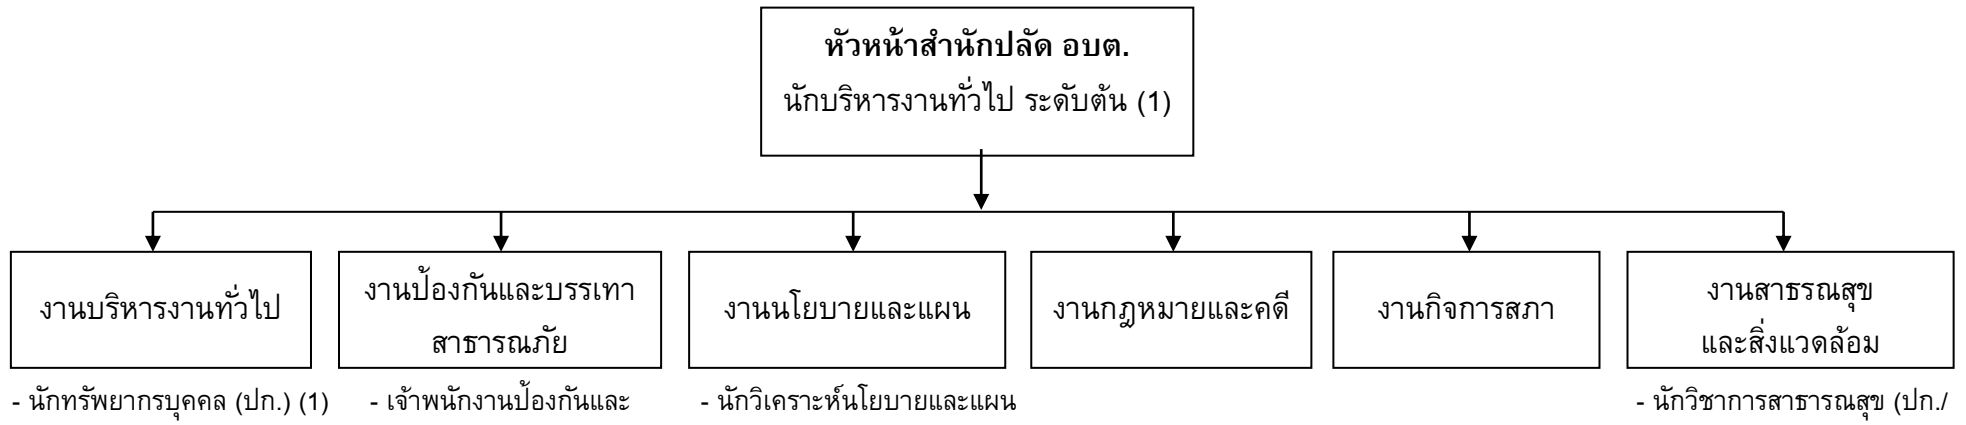 หัวหน้าสำนักปลัด อบต.
นักบริหารงานทั่วไป ระดับต้น (1)
งานบริหารงานทั่วไป
งานป้องกันและบรรเทา
สาธารณภัย
งานนโยบายและแผน
งานกฎหมายและคดี
งานกิจการสภา
งานสาธรณสุข
และสิ่งแวดล้อม
- นักทรัพยากรบุคคล (ปก.) (1)
- เจ้าพนักงานป้องกันและ
- นักวิเคราะห์นโยบายและแผน
- นักวิชาการสาธารณสุข (ปก./